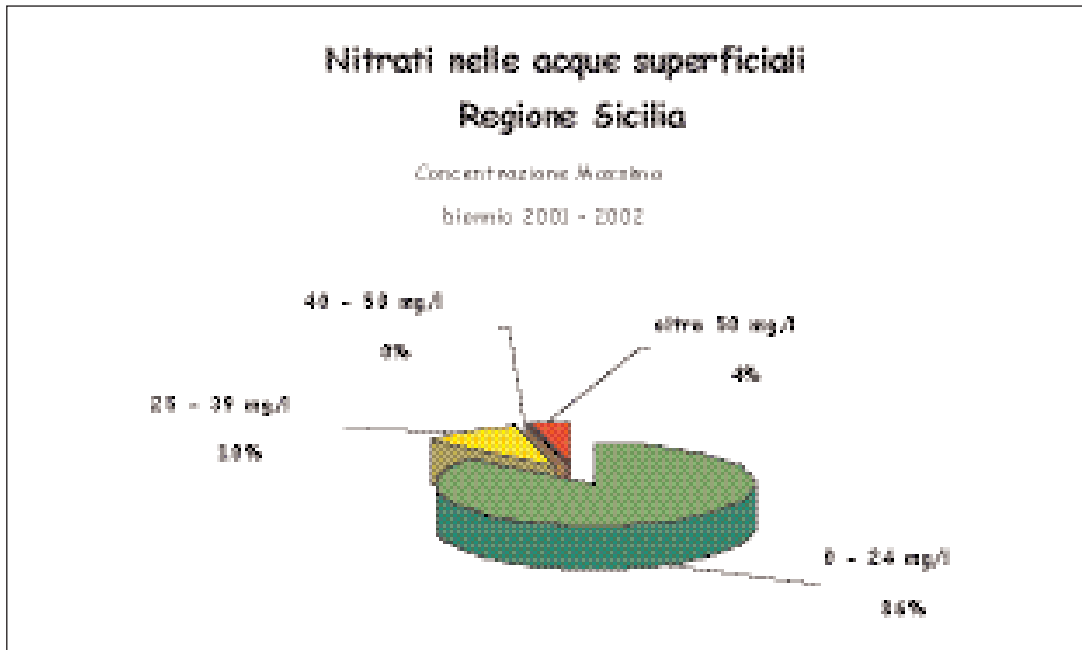 Nitrati nelle acque superficiali
Regione Sicilia
Concentrazione Massima
biennio 2001 - 2002
40 - 50 mg/l
0%
oltre 50 mg/l
4%
25 - 39 mg/l
10%
0 - 24 mg/l
86%